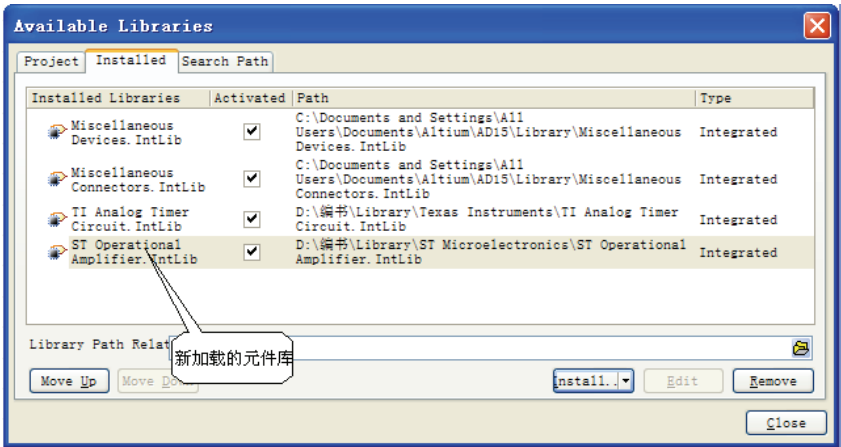 Available Libraries
Project Installed Search Path
Installed Libraries Activated Path Type
Miscellaneous
Devices.IntLib
C:\Documents and Settings\All
Users\Documents\Altium\AD15\Library\Miscellaneous
Devices.IntLib
Integrated
Miscellaneous
Connectors.IntLib
C:\Documents and Settings\All
Users\Documents\Altium\AD15\Library\Miscellaneous
Connectors.IntLib
Integrated
TI Analog Timer
Circuit.IntLib
D:\编书\Library\Texas Instruments\TI Analog Timer
Circuit.IntLib
Integrated
ST Operational
Amplifier.IntLib
D:\编书\Library\ST Microelectronics\ST Operational
Amplifier.IntLib
Integrated
Library Path Relat
新加载的元件库
Move Up Move Down Install.. Edit Remove
Close